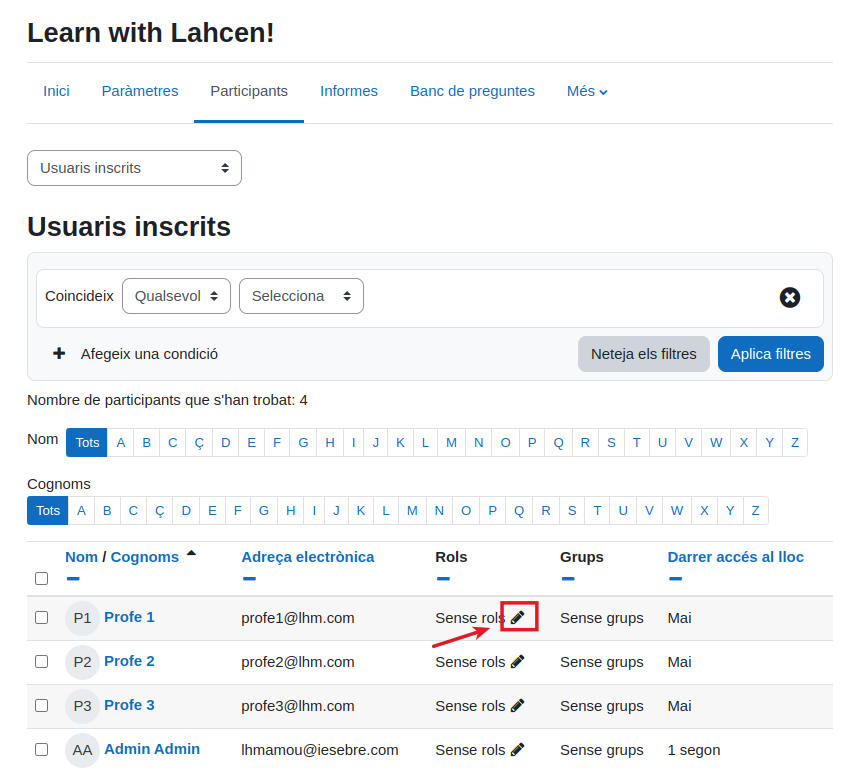 Learn with Lahcen!
Inici Paràmetres Participants Informes Banc de preguntes Més
Usuaris inscrits
Usuaris inscrits
Coincideix Qualsevol Selecciona
Afegeix una condició Neteja els filtres Aplica filtres
Nombre de participants que s'han trobat: 4
Nom Tots A B C Ç D E F G H I J K L M N O P Q R S T U V W X Y Z
Cognoms
Tots A B C Ç D E F G H I J K L M N O P Q R S T U V W X Y Z
Nom / Cognoms Adreça electrònica Rols Grups Darrer accés al lloc
P1 Profe 1 profe1@lhm.com Sense rols Sense grups Mai
P2 Profe 2 profe2@lhm.com Sense rols Sense grups Mai
P3 Profe 3 profe3@lhm.com Sense rols Sense grups Mai
AA Admin Admin lhmamou@iesebre.com Sense rols Sense grups 1 segon